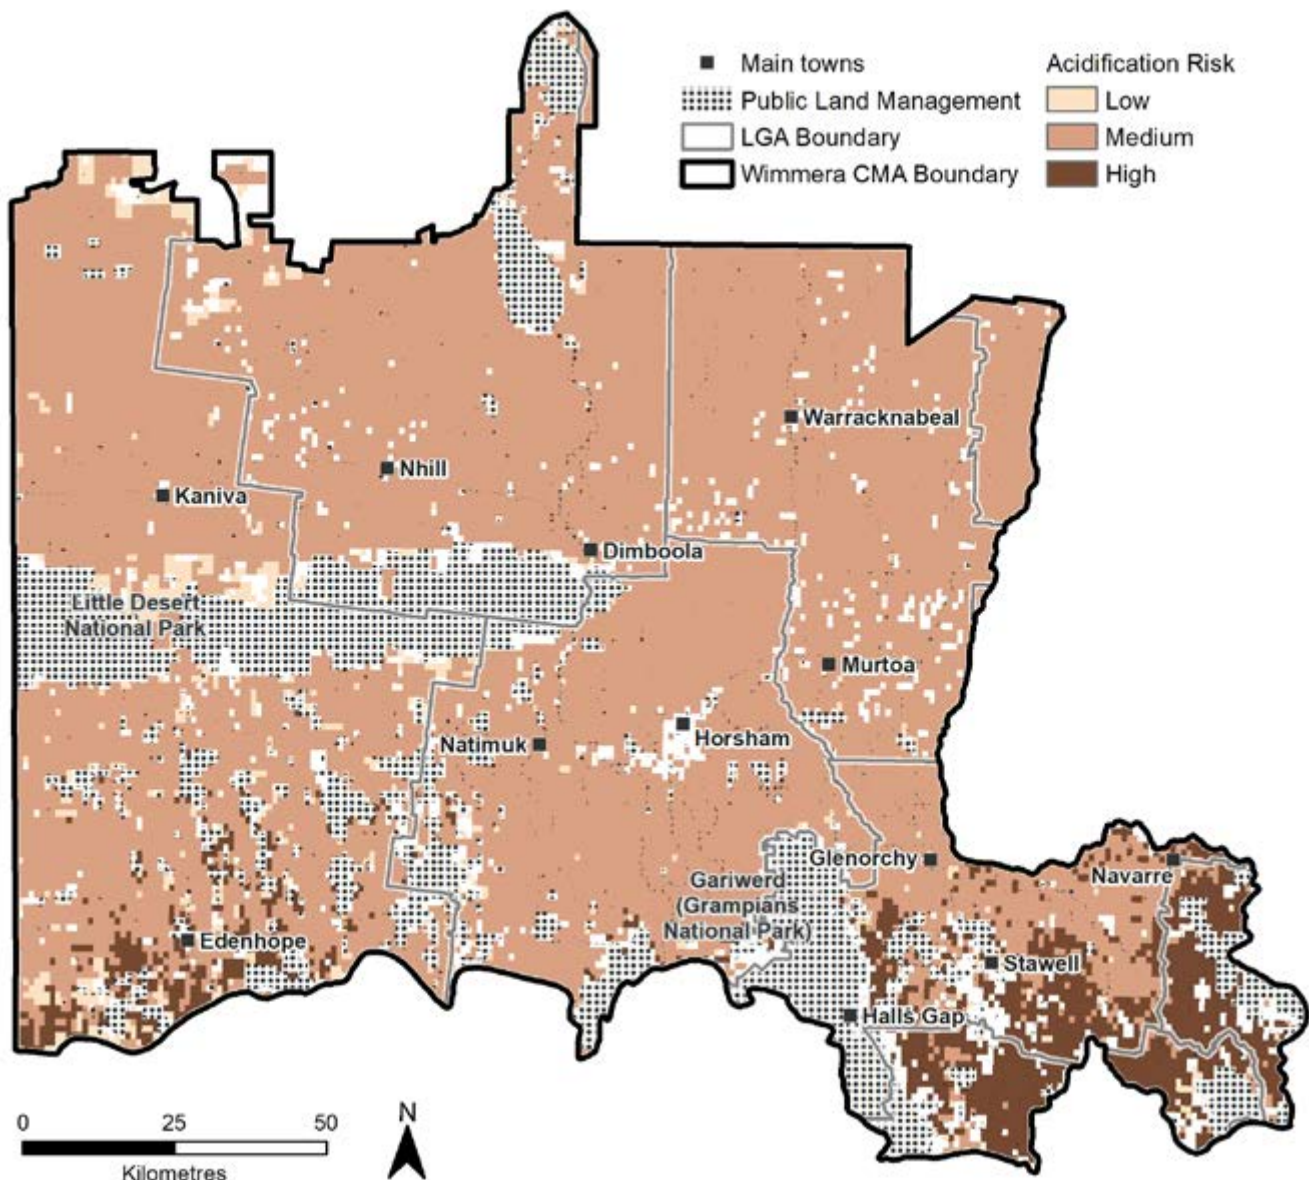 Main towns
Public Land Management
LGA Boundary
Wimmera CMA Boundary
Acidification Risk
Low
Medium
High
Warracknabeal
Nhill
Kaniva
Dimboola
Little Desert
National Park
Murtoa
Horsham
Natimuk
Glenorchy
Navarre
Gariwerd
(Grampians
National Park)
Edenhope
Stawell
Halls Gap
0 25 50
Kilometres
N